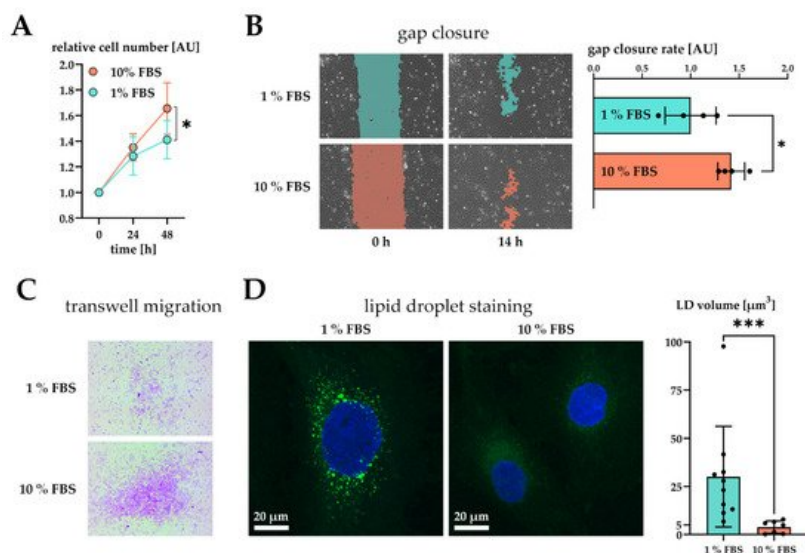 A
relative cell number [AU]
2.0
1.8
1.6
1.4
1.2
1.0
0.8
10% FBS
1% FBS
*
0 24 48
time [h]
B
gap closure
1 % FBS
10 % FBS
0 h 14 h
gap closure rate [AU]
0.0 0.5 1.0 1.5 2.0
1 % FBS
10 % FBS
*
C
transwell migration
1 % FBS
10 % FBS
D
lipid droplet staining
1 % FBS 10 % FBS
20 µm 20 µm
LD volume [µm³]
***
100
75
50
25
5
0
1 % FBS 10 % FBS